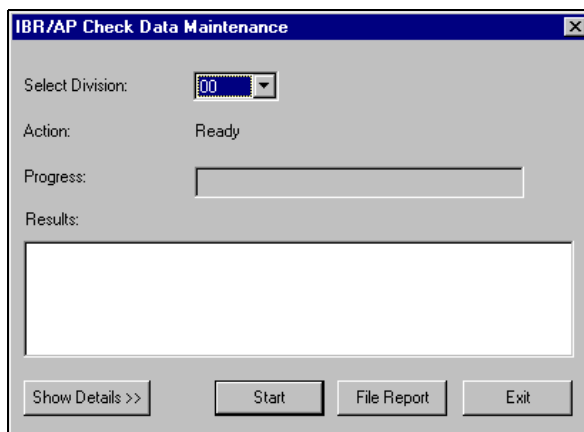 IBR/AP Check Data Maintenance
Select Division: 00
Action: Ready
Progress:
Results:
Show Details >> Start File Report Exit